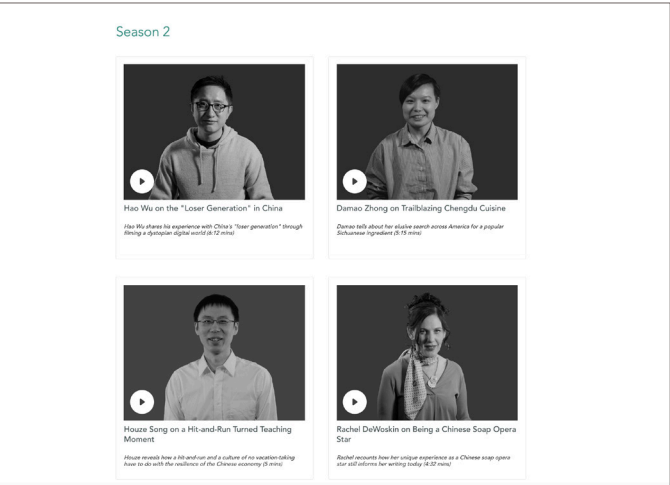 Season 2
Hao Wu on the "Loser Generation" in China
Hao Wu shares his experience with China's "loser generation" through
filming a dystopian digital world (6:12 mins)
Damao Zhong on Trailblazing Chengdu Cuisine
Damao tells about her elusive search across America for a popular
Sichuanese ingredient (5:15 mins)
Houze Song on a Hit-and-Run Turned Teaching
Moment
Houze reveals how a hit-and-run and a culture of no vacation-taking
have to do with the resilience of the Chinese economy (5 mins)
Rachel DeWoskin on Being a Chinese Soap Opera
Star
Rachel recounts how her unique experience as a Chinese soap opera
star still informs her writing today (4:32 mins)